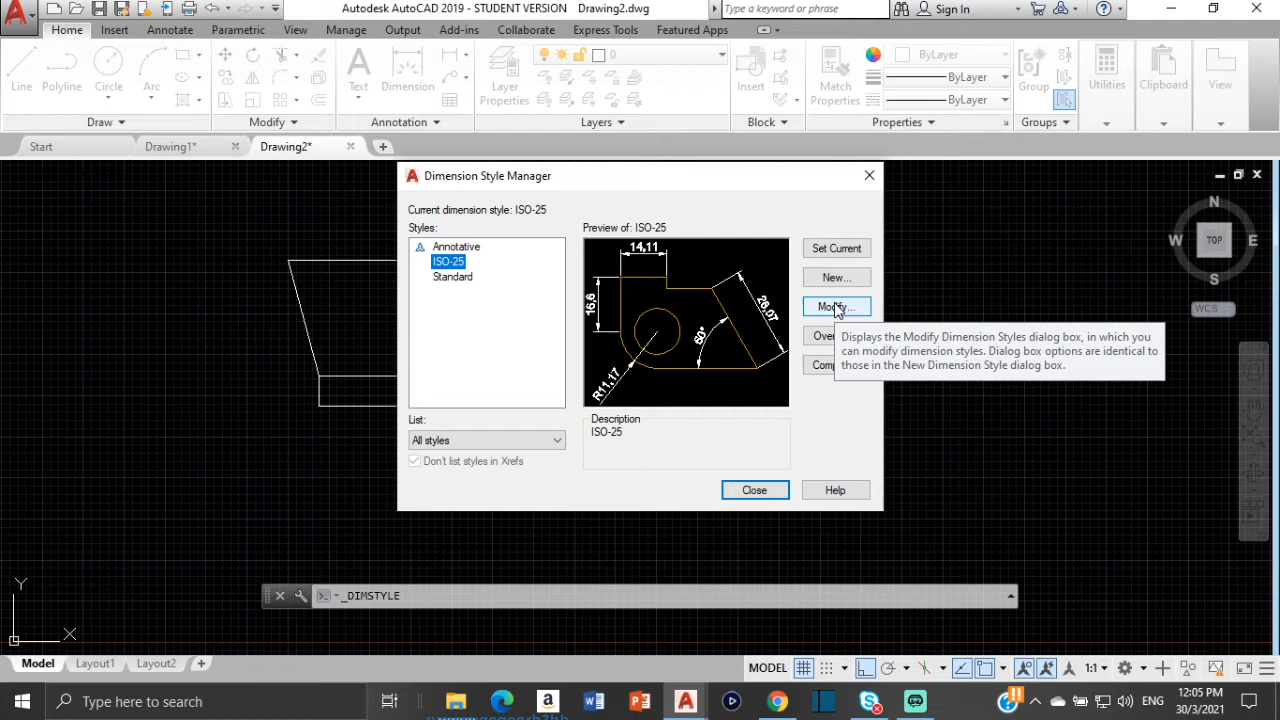 Autodesk AutoCAD 2019 - STUDENT VERSION Drawing2.dwg
Type a keyword or phrase
Sign In
Home Insert Annotate Parametric View Manage Output Add-ins Collaborate Express Tools Featured Apps
Line Polyline Circle Arc
Text Dimension
Layer Properties
0
Insert
Match Properties
ByLayer
ByLayer
ByLayer
Group
Utilities
Clipboard
View
Draw Modify Annotation Layers Block Properties Groups
Start Drawing1* Drawing2*
Dimension Style Manager
Current dimension style: ISO-25
Styles:
Preview of: ISO-25
Annotative
ISO-25
Standard
14,11
16,6
28,07
60°
R11,17
Set Current
New...
Modify...
Over
Comp
Displays the Modify Dimension Styles dialog box, in which you
can modify dimension styles. Dialog box options are identical to
those in the New Dimension Style dialog box.
List:
All styles
Don't list styles in Xrefs
Description
ISO-25
Close
Help
N
W
TOP
E
S
WCS
_DIMSTYLE
Y
X
Model Layout1 Layout2
MODEL
1:1
Type here to search
ENG
12:05 PM
30/3/2021